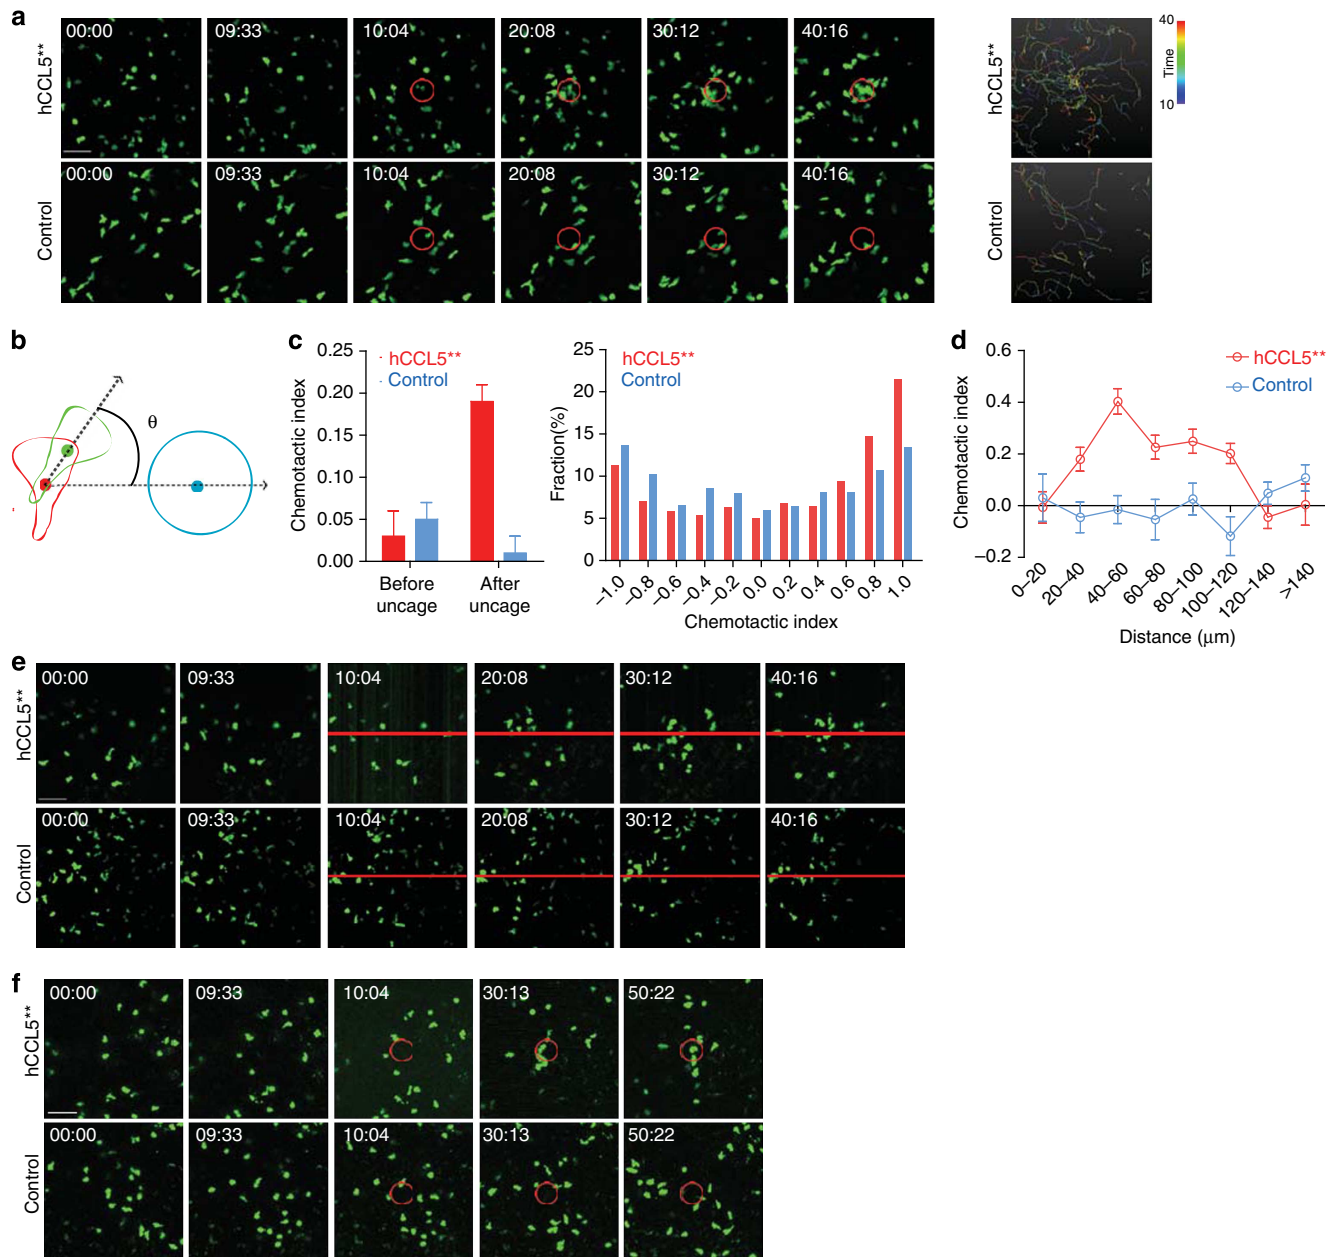 a
00:00 09:33 10:04 20:08 30:12 40:16
hCCL5**
00:00 09:33 10:04 20:08 30:12 40:16
Control
hCCL5**
Control
40
Time
10
b
θ
c
hCCL5**
Control
Chemotactic index
0.25
0.20
0.15
0.10
0.05
0.00
Before uncage
After uncage
hCCL5**
Control
Fraction(%)
25
20
15
10
5
0
–1.0 –0.8 –0.6 –0.4 –0.2 0.0 0.2 0.4 0.6 0.8 1.0
Chemotactic index
d
hCCL5**
Control
Chemotactic index
0.6
0.4
0.2
0.0
–0.2
0–20 20–40 40–60 60–80 80–100 100–120 120–140 >140
Distance (μm)
e
00:00 09:33 10:04 20:08 30:12 40:16
hCCL5**
00:00 09:33 10:04 20:08 30:12 40:16
Control
f
00:00 09:33 10:04 30:13 50:22
hCCL5**
00:00 09:33 10:04 30:13 50:22
Control